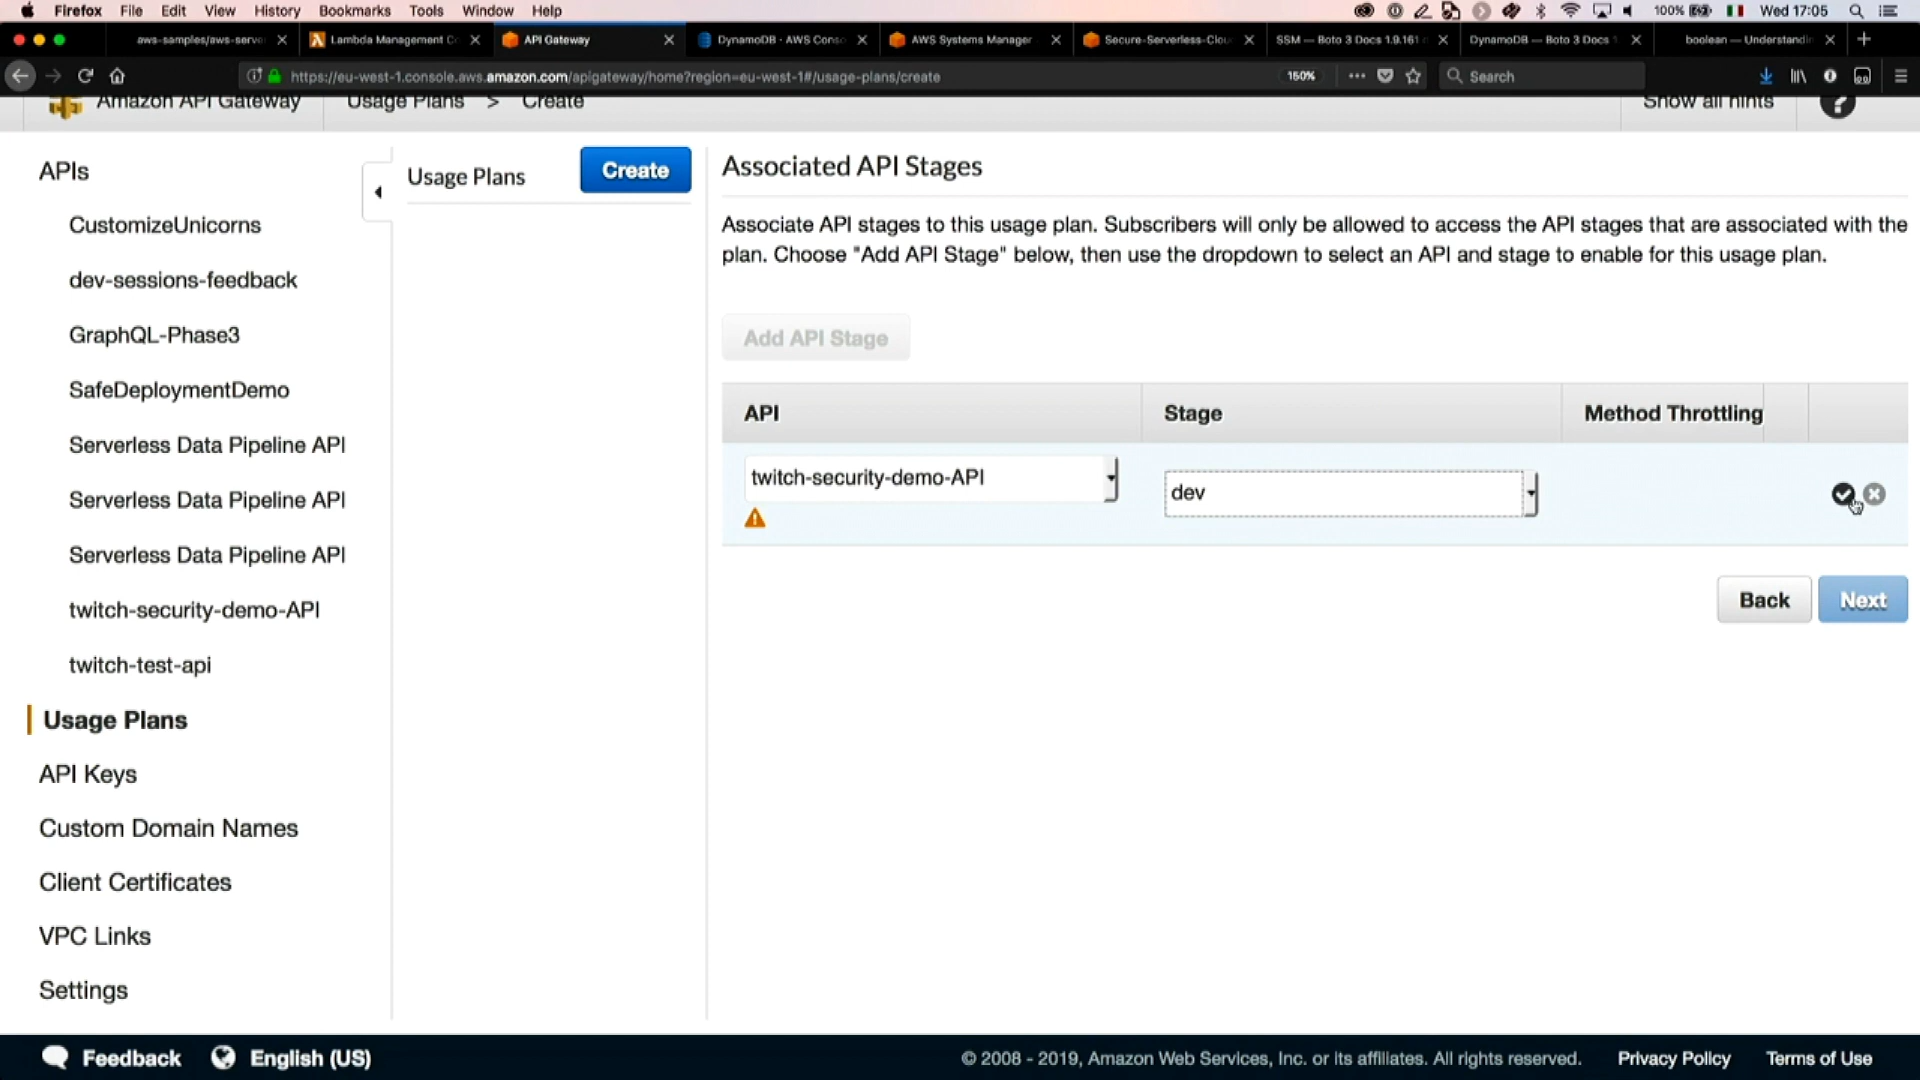 Firefox File Edit View History Bookmarks Tools Window Help 100% Wed 17:05
aws-samples/aws-serve Lambda Management Co API Gateway DynamoDB - AWS Conso AWS Systems Manager Secure-Serverless-Clou SSM — Boto 3 Docs 1.9.161 DynamoDB — Boto 3 Docs 1 boolean — Understandin
https://eu-west-1.console.aws.amazon.com/apigateway/home?region=eu-west-1#/usage-plans/create 150% Search
Amazon API Gateway Usage Plans > Create Show all hints ?
APIs
CustomizeUnicorns
dev-sessions-feedback
GraphQL-Phase3
SafeDeploymentDemo
Serverless Data Pipeline API
Serverless Data Pipeline API
Serverless Data Pipeline API
twitch-security-demo-API
twitch-test-api
Usage Plans
API Keys
Custom Domain Names
Client Certificates
VPC Links
Settings
Usage Plans Create
Associated API Stages
Associate API stages to this usage plan. Subscribers will only be allowed to access the API stages that are associated with the
plan. Choose "Add API Stage" below, then use the dropdown to select an API and stage to enable for this usage plan.
Add API Stage
API Stage Method Throttling
twitch-security-demo-API dev
Back Next
Feedback English (US) © 2008 - 2019, Amazon Web Services, Inc. or its affiliates. All rights reserved. Privacy Policy Terms of Use